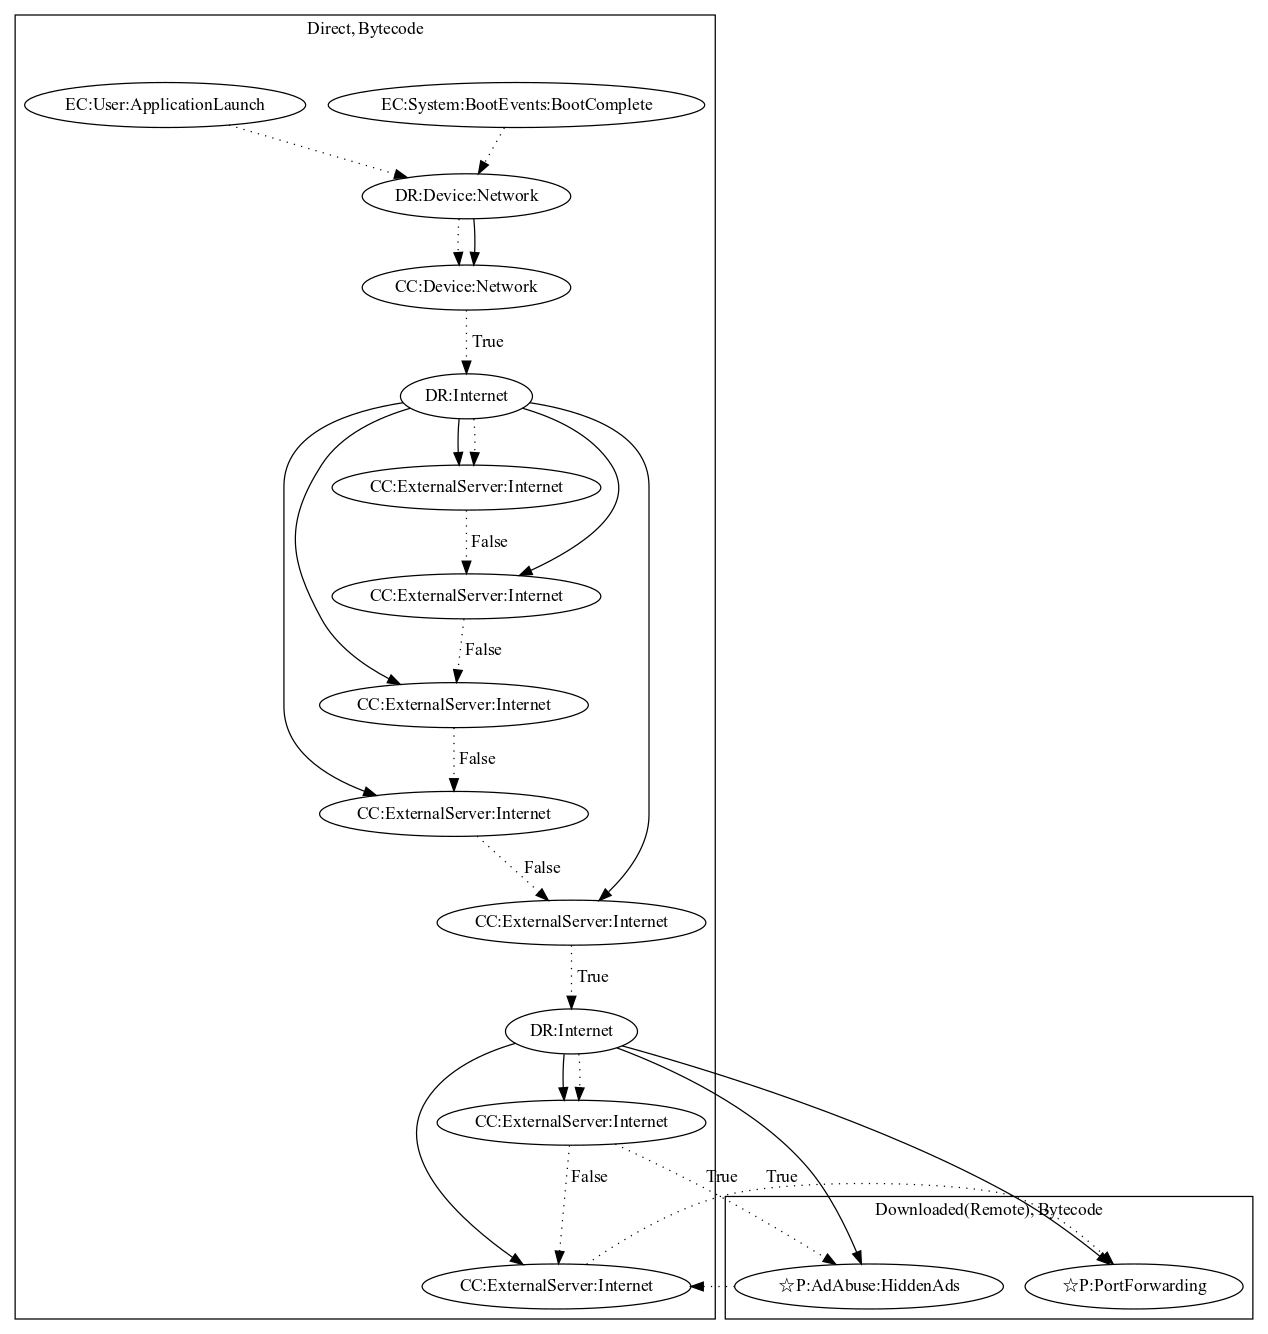 Direct, Bytecode
EC:User:ApplicationLaunch
EC:System:BootEvents:BootComplete
DR:Device:Network
CC:Device:Network
True
DR:Internet
CC:ExternalServer:Internet
False
CC:ExternalServer:Internet
False
CC:ExternalServer:Internet
False
CC:ExternalServer:Internet
False
CC:ExternalServer:Internet
True
DR:Internet
CC:ExternalServer:Internet
False
True
True
Downloaded(Remote), Bytecode
CC:ExternalServer:Internet
☆P:AdAbuse:HiddenAds
☆P:PortForwarding